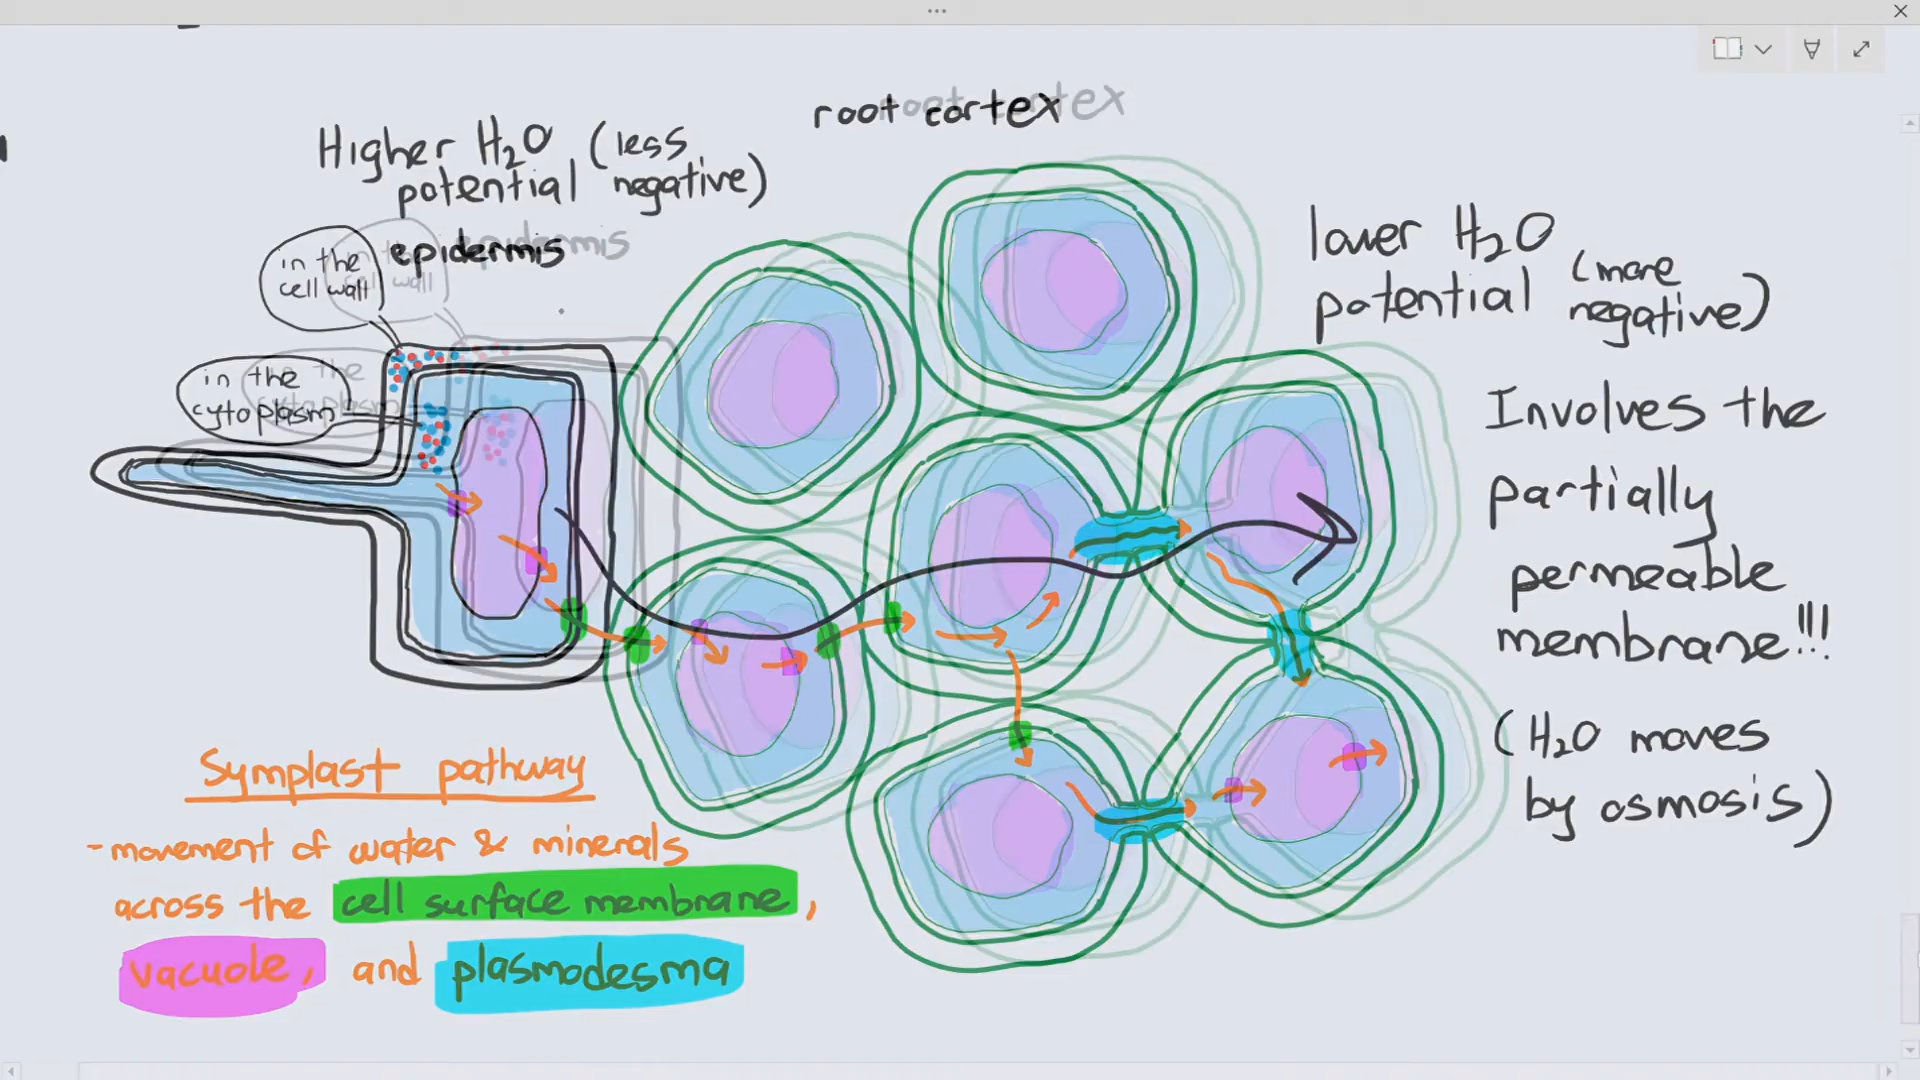 root cortex
Higher H₂O (less
potential negative)
epidermis
in the
cell wall
in the
cytoplasm
lower H₂O
potential (more
negative)
Involves the
partially
permeable
membrane!!!
(H₂O moves
by osmosis)
Symplast pathway
- movement of water & minerals
across the cell surface membrane,
vacuole, and plasmodesma